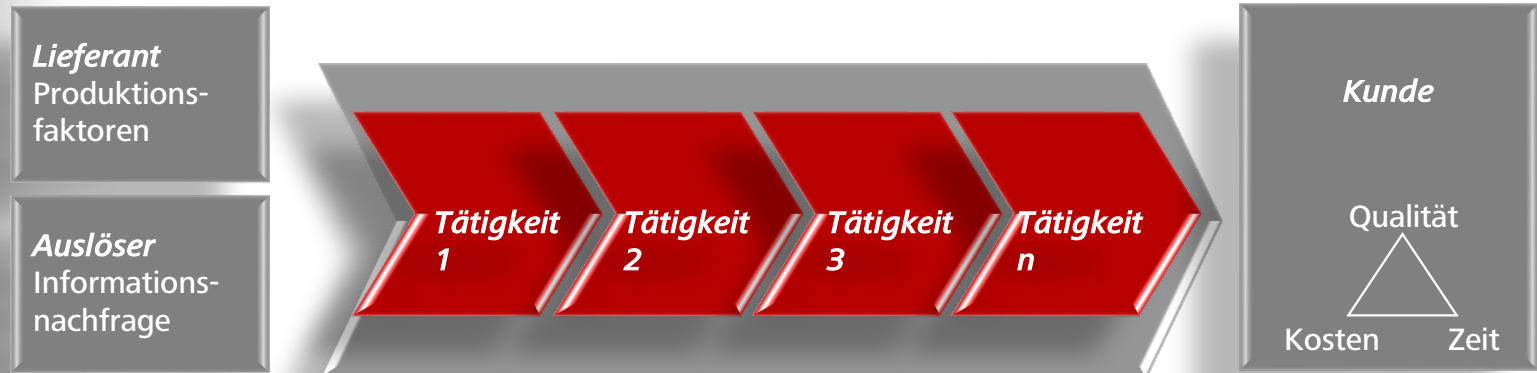 Lieferant
Produktions-
faktoren
Auslöser
Informations-
nachfrage
Tätigkeit
1
Tätigkeit
2
Tätigkeit
3
Tätigkeit
n
Kunde
Qualität
Kosten Zeit